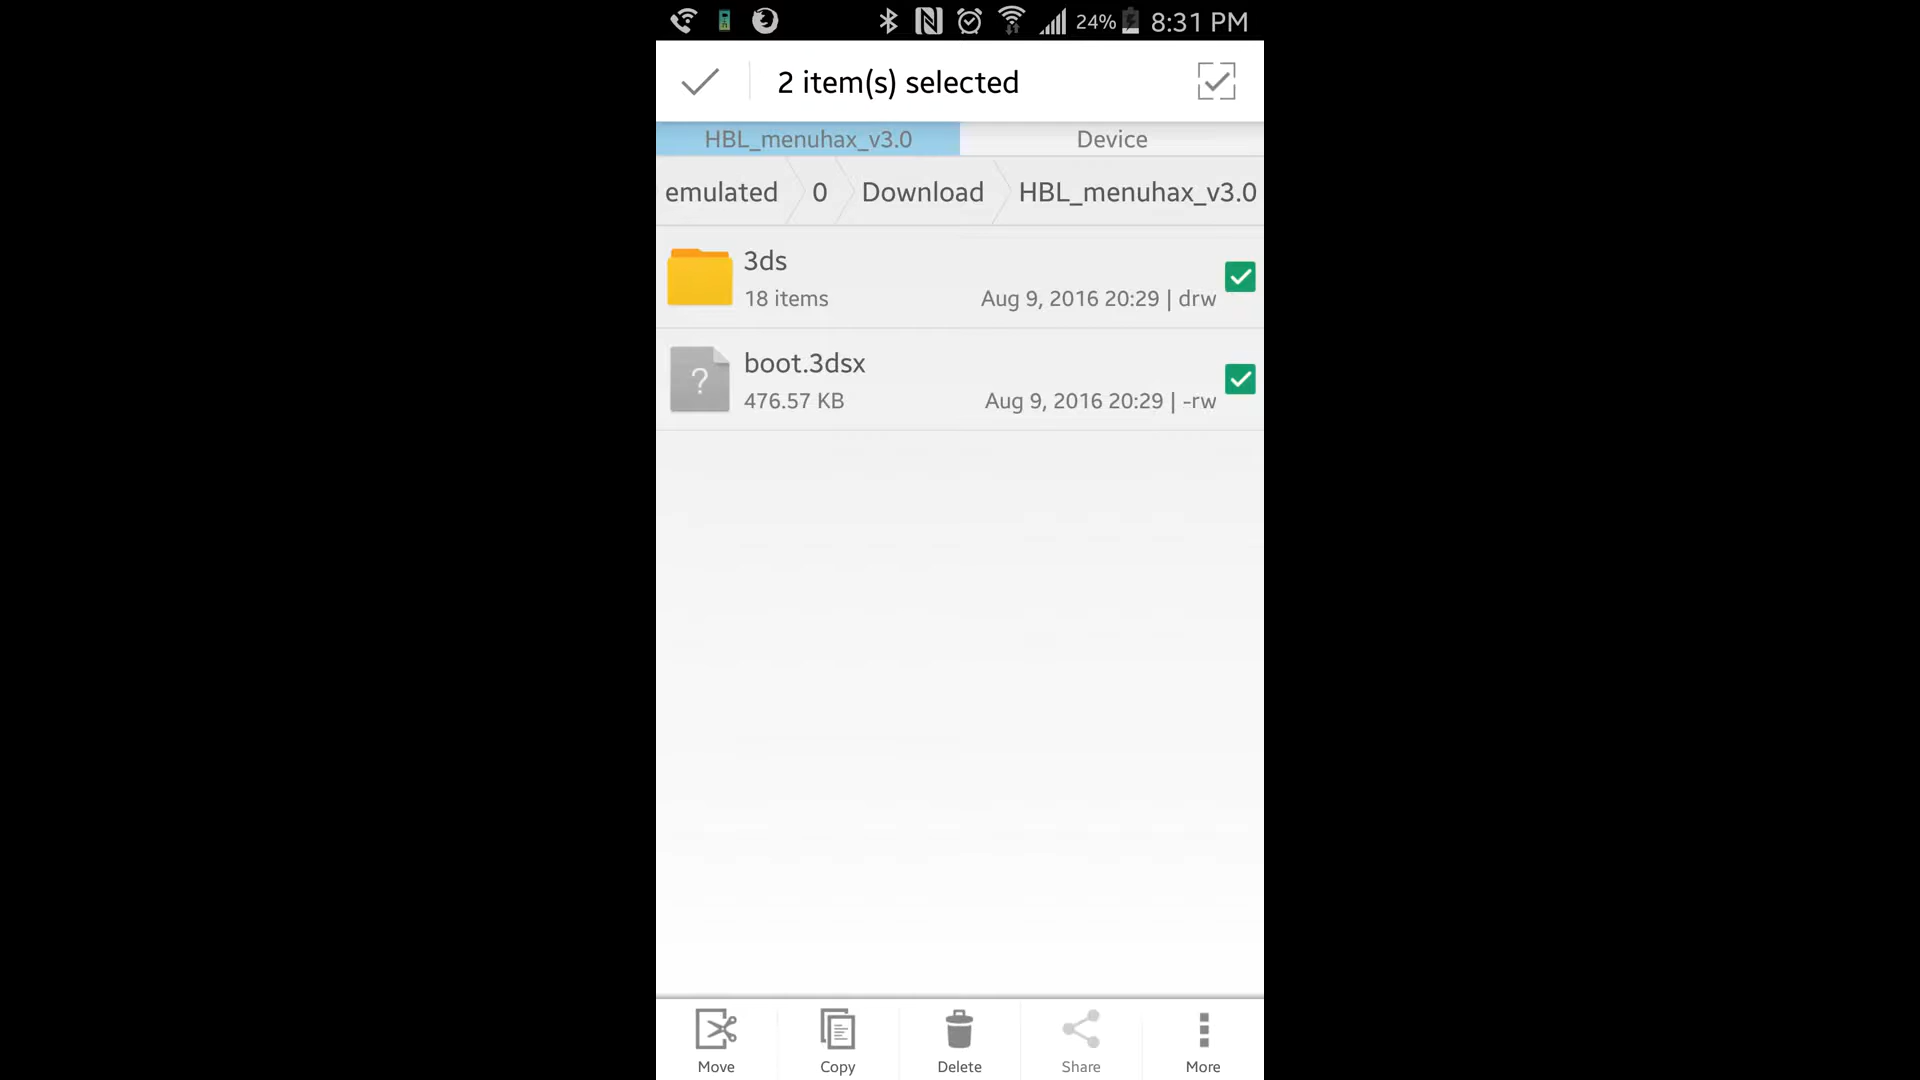 24% 8:31 PM
2 item(s) selected
HBL_menuhax_v3.0 Device
emulated 0 Download HBL_menuhax_v3.0
3ds
18 items Aug 9, 2016 20:29 | drw
?
boot.3dsx
476.57 KB Aug 9, 2016 20:29 | -rw
Move Copy Delete Share More